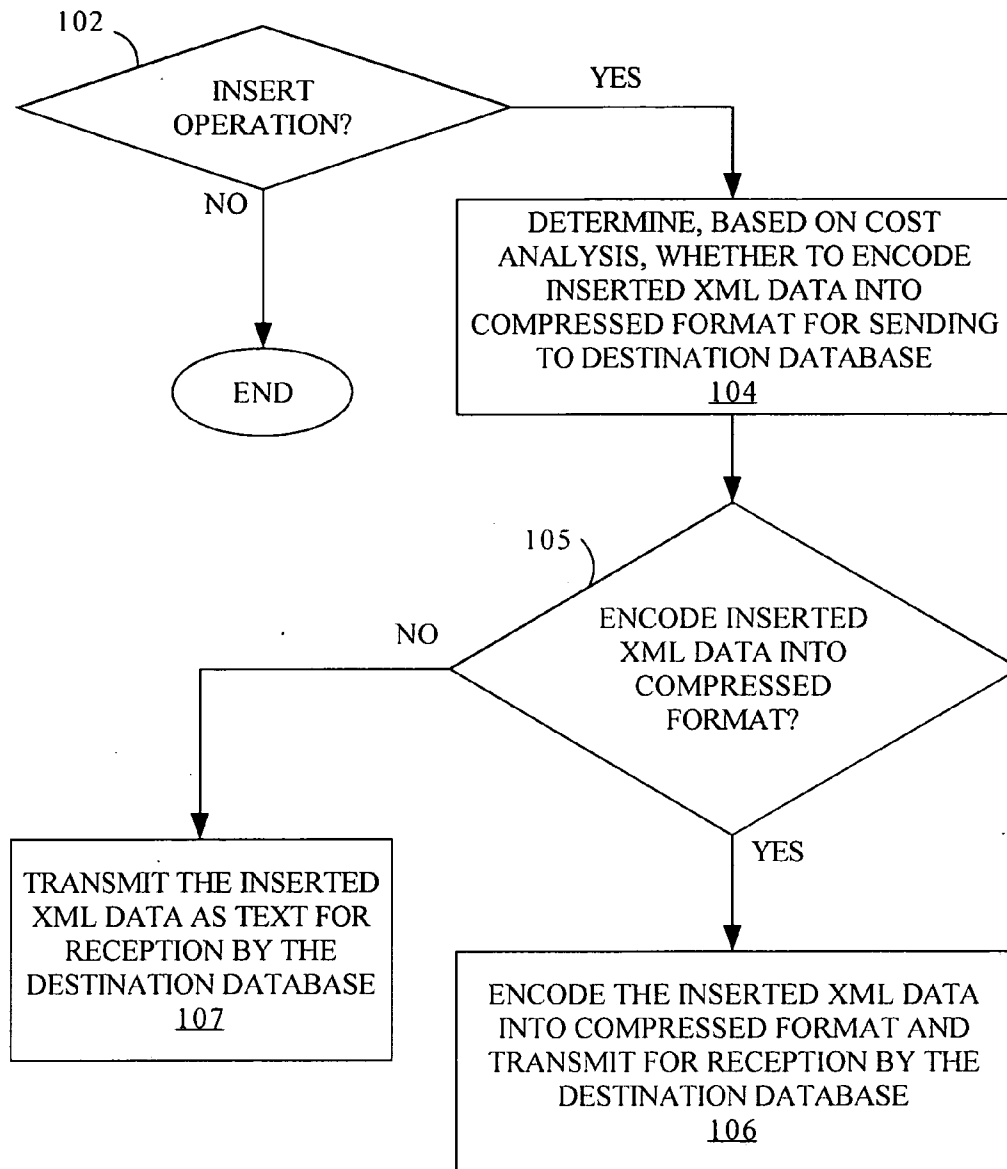 102
INSERT
OPERATION?
YES
NO
END
DETERMINE, BASED ON COST
ANALYSIS, WHETHER TO ENCODE
INSERTED XML DATA INTO
COMPRESSED FORMAT FOR SENDING
TO DESTINATION DATABASE
104
105
ENCODE INSERTED
XML DATA INTO
COMPRESSED
FORMAT?
NO
YES
TRANSMIT THE INSERTED
XML DATA AS TEXT FOR
RECEPTION BY THE
DESTINATION DATABASE
107
ENCODE THE INSERTED XML DATA
INTO COMPRESSED FORMAT AND
TRANSMIT FOR RECEPTION BY THE
DESTINATION DATABASE
106